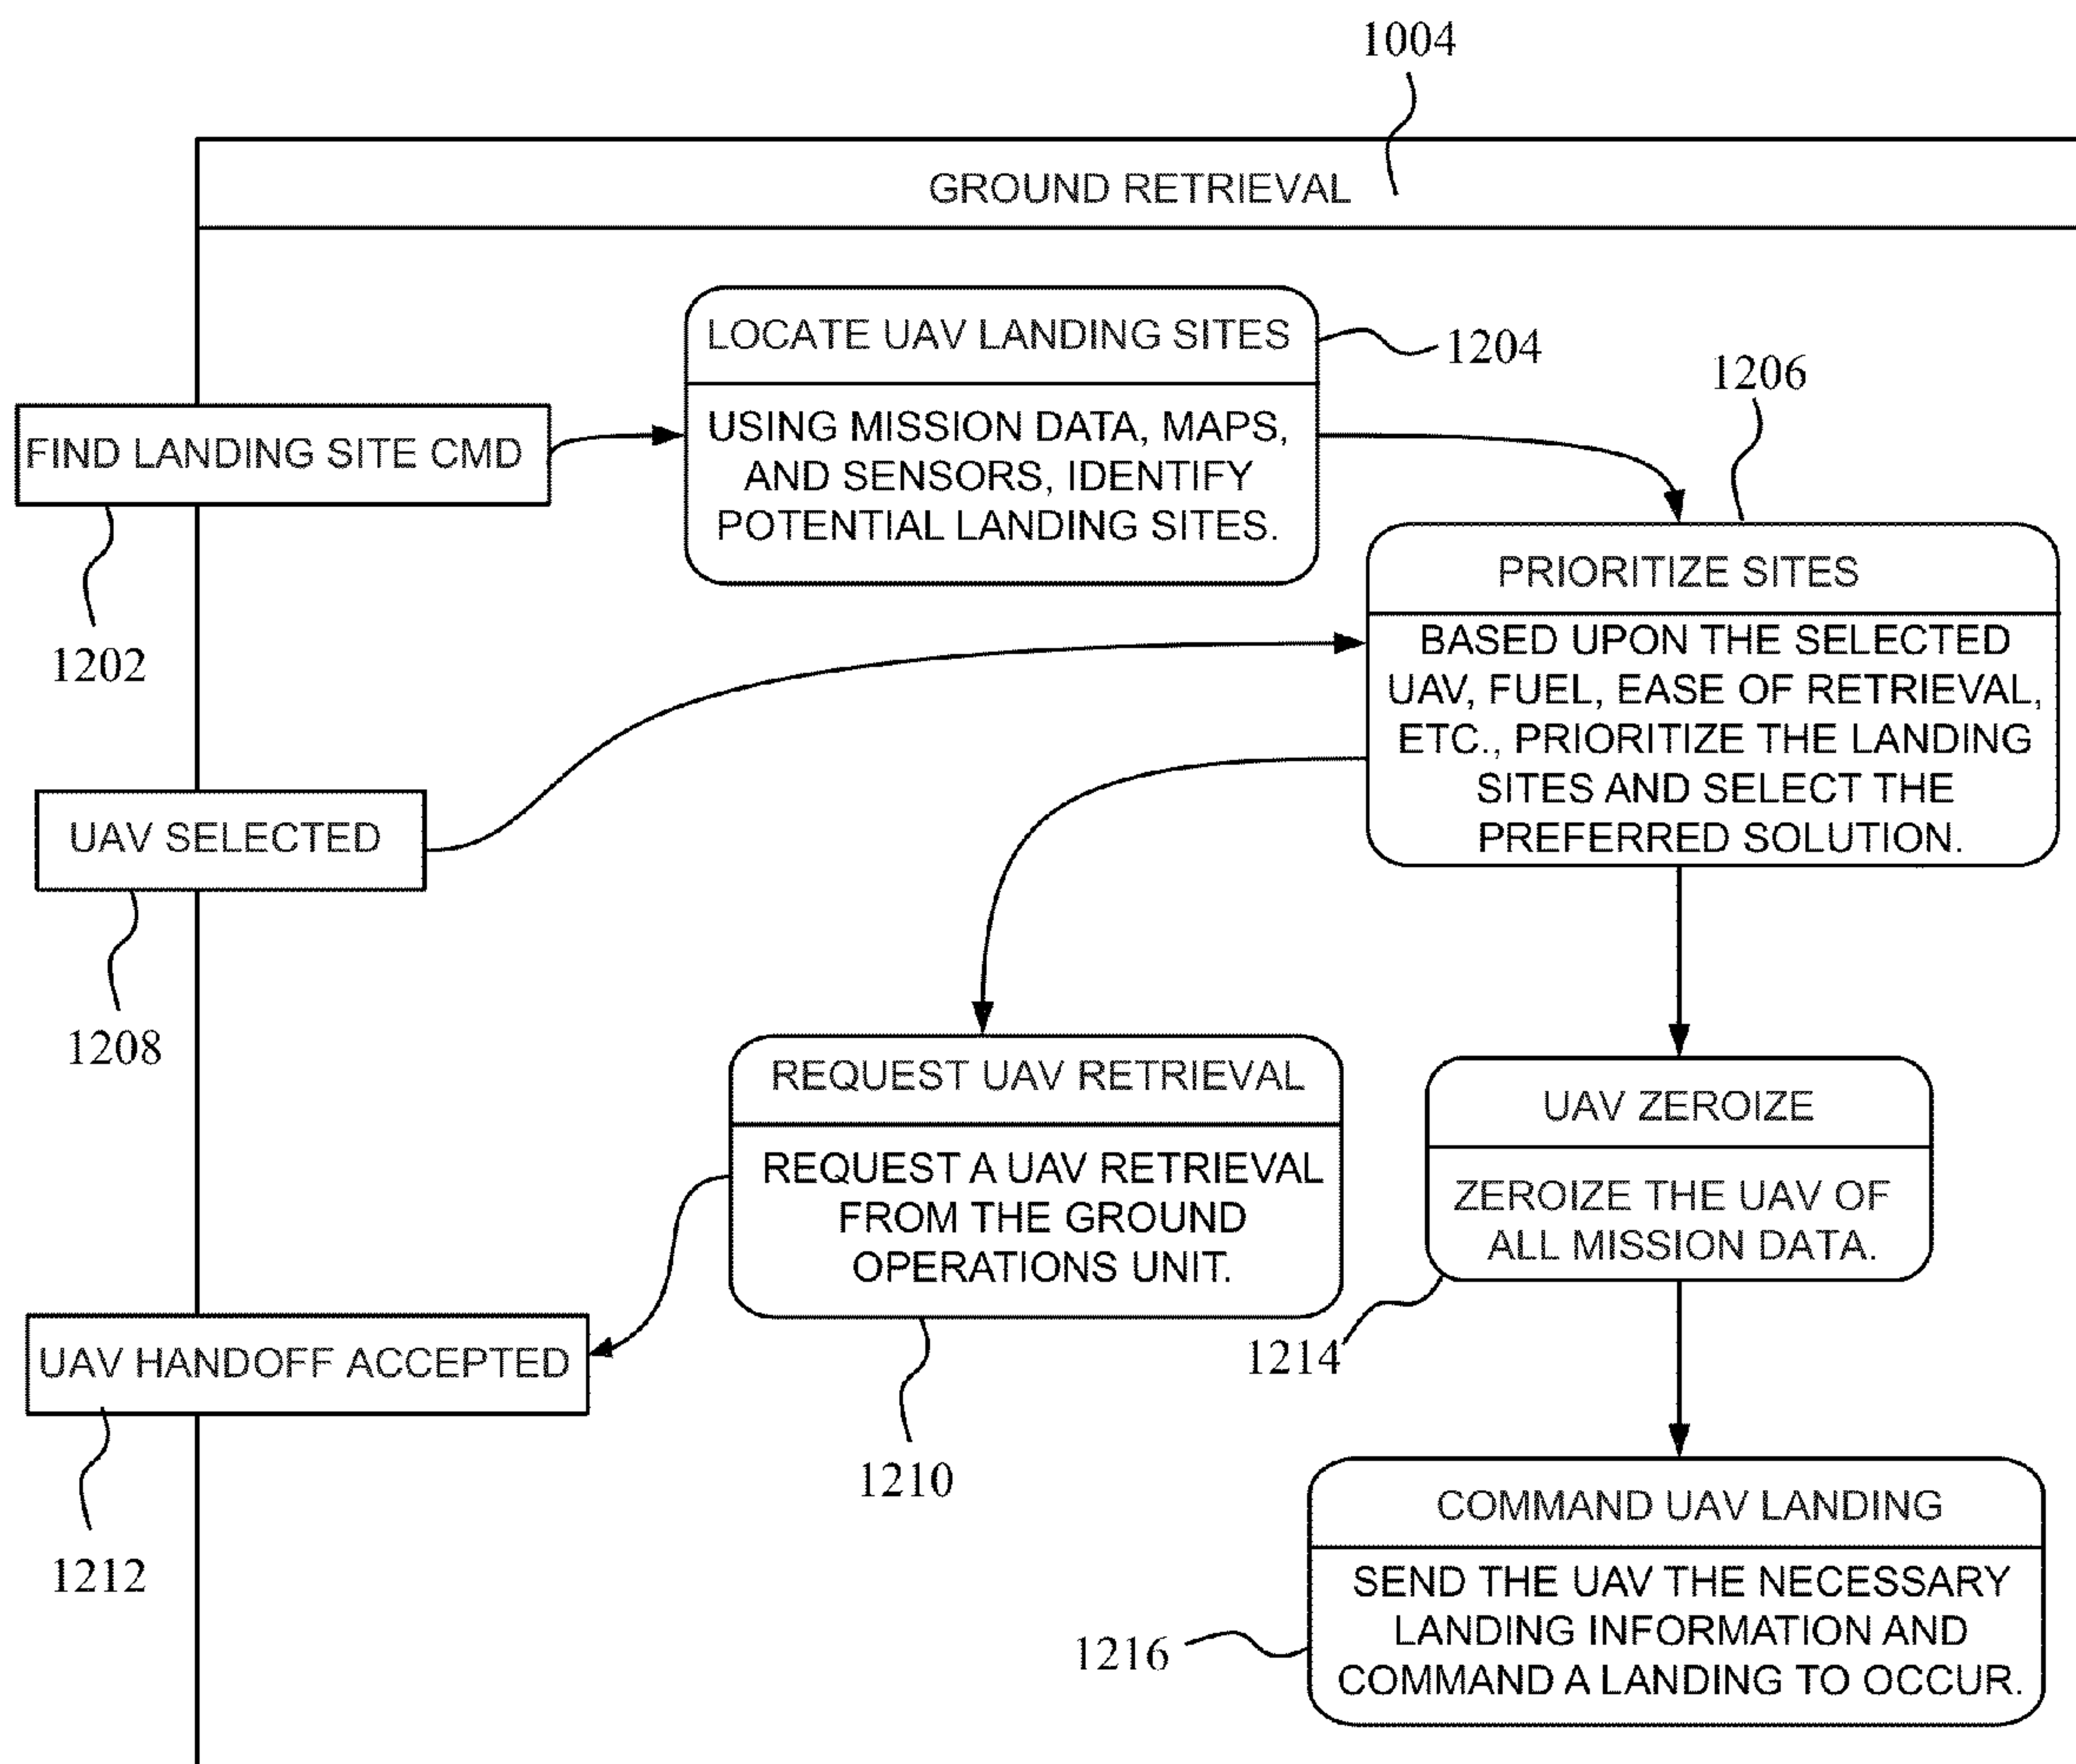 1004
GROUND RETRIEVAL
LOCATE UAV LANDING SITES
1204
USING MISSION DATA, MAPS,
AND SENSORS, IDENTIFY
POTENTIAL LANDING SITES.
1206
FIND LANDING SITE CMD
1202
PRIORITIZE SITES
BASED UPON THE SELECTED
UAV, FUEL, EASE OF RETRIEVAL,
ETC., PRIORITIZE THE LANDING
SITES AND SELECT THE
PREFERRED SOLUTION.
UAV SELECTED
1208
REQUEST UAV RETRIEVAL
REQUEST A UAV RETRIEVAL
FROM THE GROUND
OPERATIONS UNIT.
1210
UAV ZEROIZE
ZEROIZE THE UAV OF
ALL MISSION DATA.
1214
UAV HANDOFF ACCEPTED
1212
COMMAND UAV LANDING
SEND THE UAV THE NECESSARY
LANDING INFORMATION AND
COMMAND A LANDING TO OCCUR.
1216